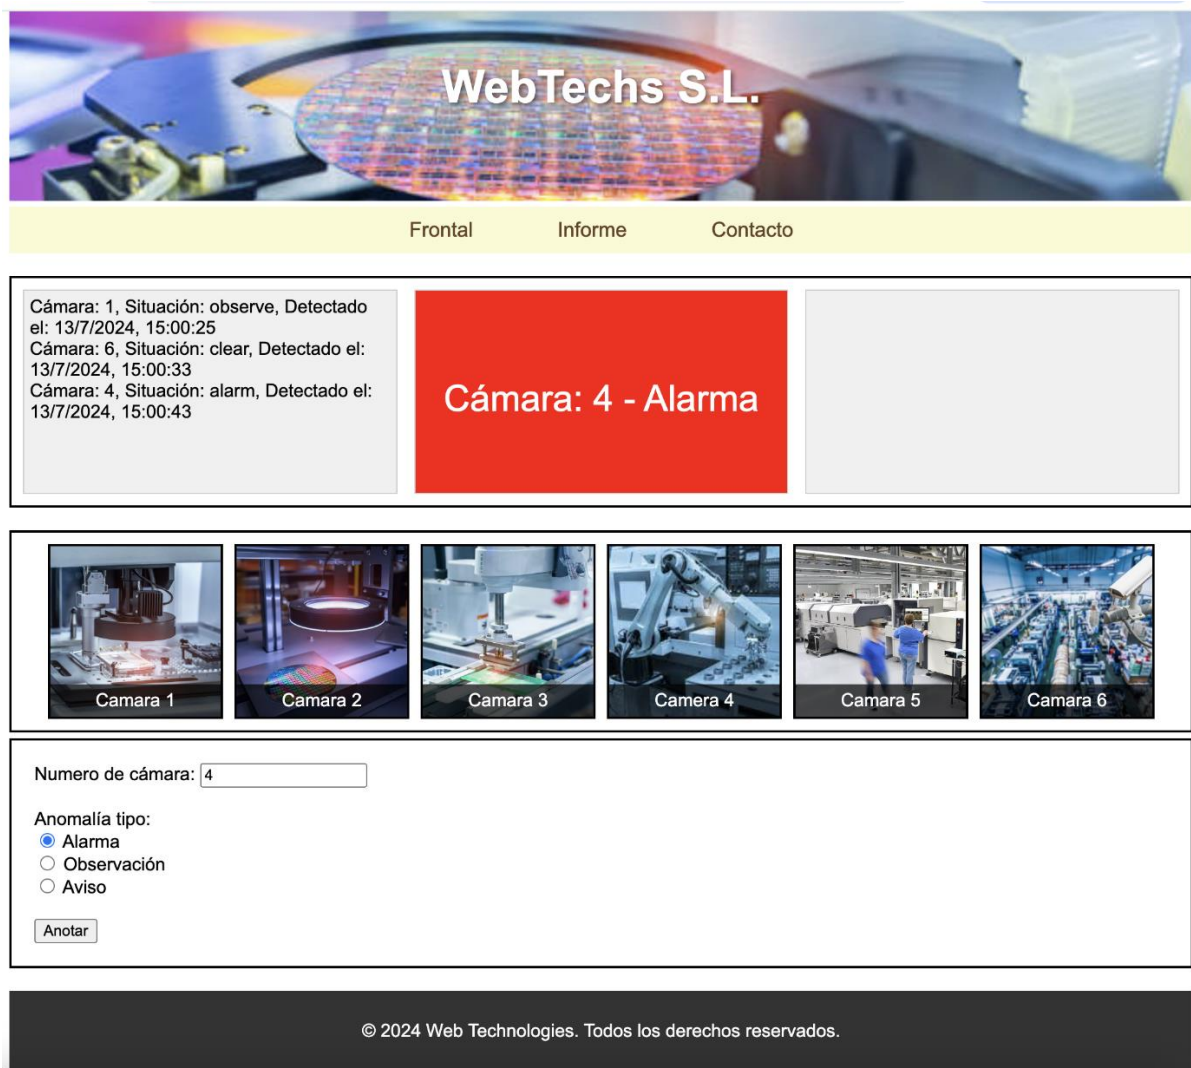 WebTechs S.L.
Frontal Informe Contacto
Cámara: 1, Situación: observe, Detectado
el: 13/7/2024, 15:00:25
Cámara: 6, Situación: clear, Detectado el:
13/7/2024, 15:00:33
Cámara: 4, Situación: alarm, Detectado el:
13/7/2024, 15:00:43
Cámara: 4 - Alarma
Camara 1
Camara 2
Camara 3
Camera 4
Camara 5
Camara 6
Numero de cámara: 4
Anomalía tipo:
Alarma
Observación
Aviso
Anotar
© 2024 Web Technologies. Todos los derechos reservados.